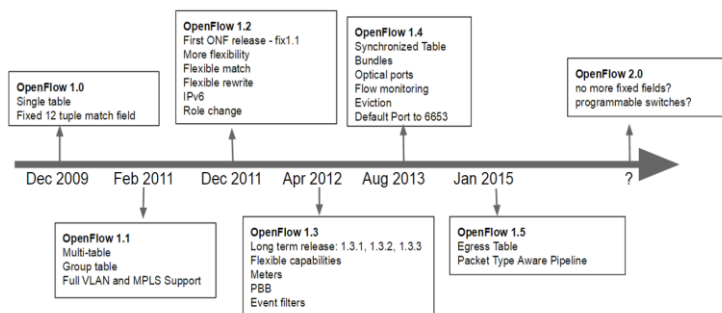 OpenFlow 1.0
Single table
Fixed 12 tuple match field
OpenFlow 1.2
First ONF release - fix1.1
More flexibility
Flexible match
Flexible rewrite
IPv6
Role change
OpenFlow 1.4
Synchronized Table
Bundles
Optical ports
Flow monitoring
Eviction
Default Port to 6653
OpenFlow 2.0
no more fixed fields?
programmable switches?
Dec 2009
Feb 2011
Dec 2011
Apr 2012
Aug 2013
Jan 2015
?
OpenFlow 1.1
Multi-table
Group table
Full VLAN and MPLS Support
OpenFlow 1.3
Long term release: 1.3.1, 1.3.2, 1.3.3
Flexible capabilities
Meters
PBB
Event filters
OpenFlow 1.5
Egress Table
Packet Type Aware Pipeline